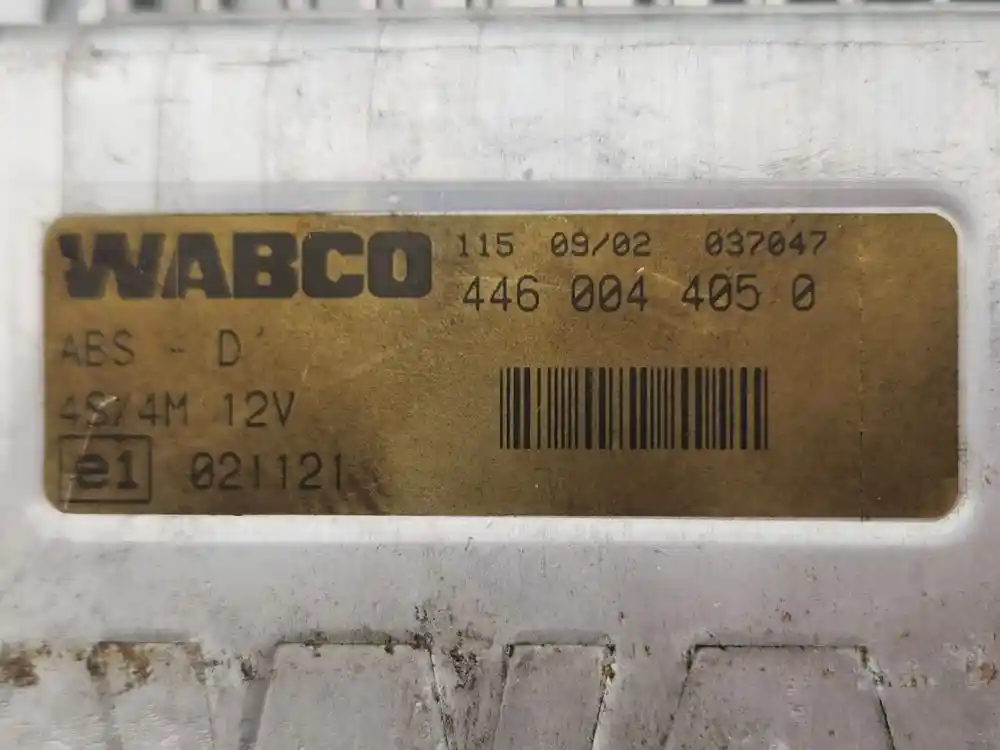 WABCO 115 09/02 037047
446 004 405 0
ABS - D
4S/4M 12V
e1 021121